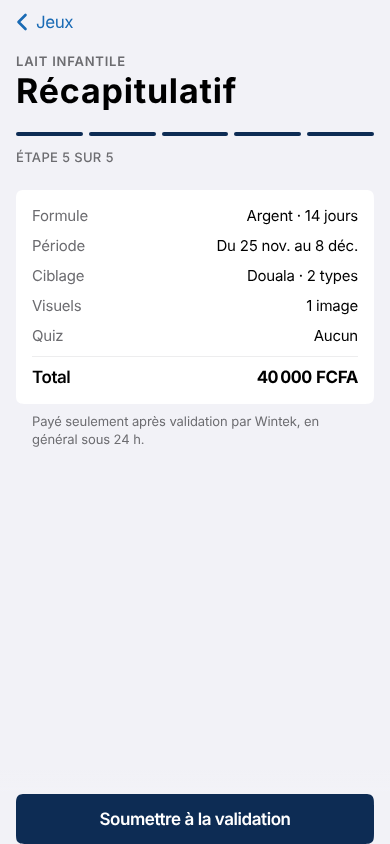 Jeux
LAIT INFANTILE
Récapitulatif
ÉTAPE 5 SUR 5
Formule Argent · 14 jours
Période Du 25 nov. au 8 déc.
Ciblage Douala · 2 types
Visuels 1 image
Quiz Aucun
Total 40 000 FCFA
Payé seulement après validation par Wintek, en
général sous 24 h.
Soumettre à la validation